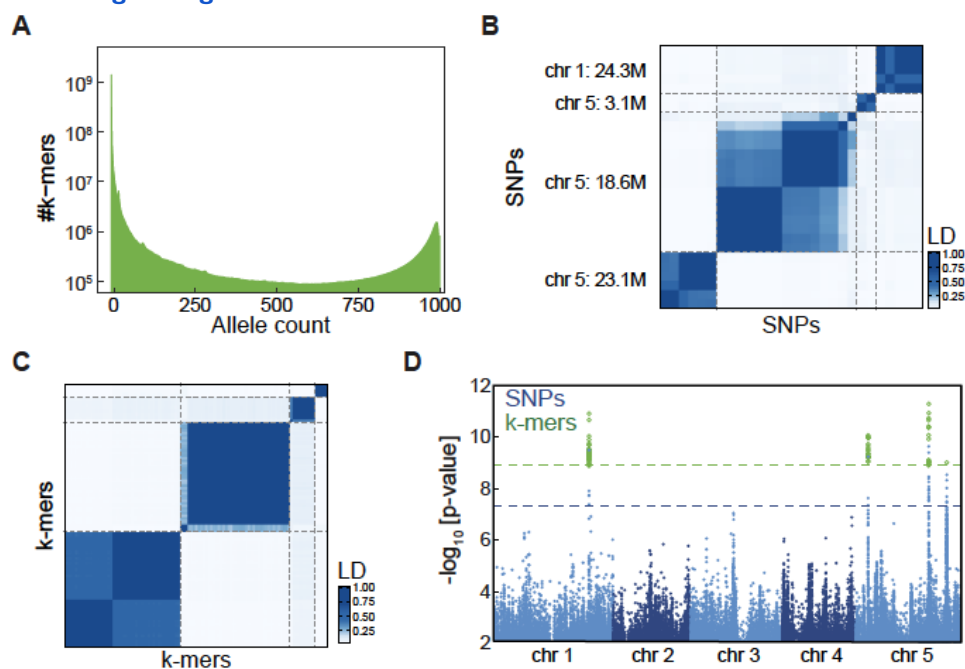 A
#k−mers
10⁹
10⁸
10⁷
10⁶
10⁵
0
250
500
750
1000
Allele count
B
SNPs
chr 1: 24.3M
chr 5: 3.1M
chr 5: 18.6M
chr 5: 23.1M
SNPs
LD
1.00
0.75
0.50
0.25
C
k-mers
k-mers
LD
1.00
0.75
0.50
0.25
D
-log₁₀ [p-value]
12
10
8
6
4
2
SNPs
k-mers
chr 1
chr 2
chr 3
chr 4
chr 5